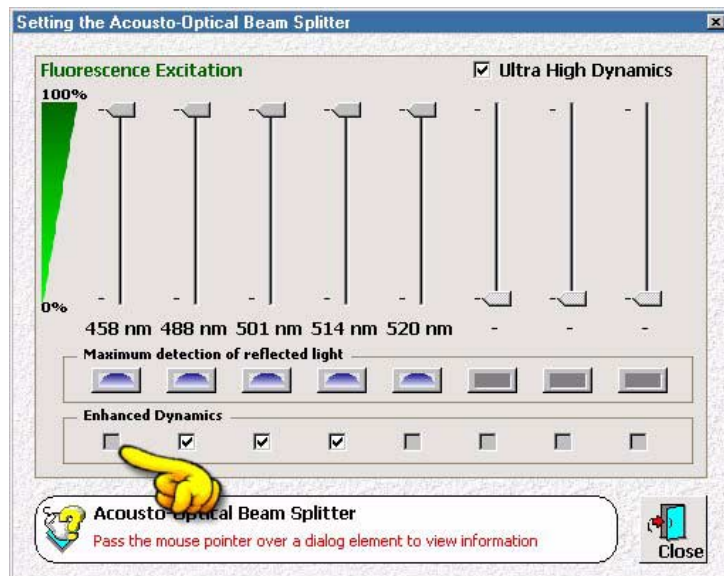 Setting the Acousto-Optical Beam Splitter
Fluorescence Excitation
Ultra High Dynamics
100%
0%
458 nm 488 nm 501 nm 514 nm 520 nm - - -
Maximum detection of reflected light
Enhanced Dynamics
Acousto-Optical Beam Splitter
Pass the mouse pointer over a dialog element to view information
Close